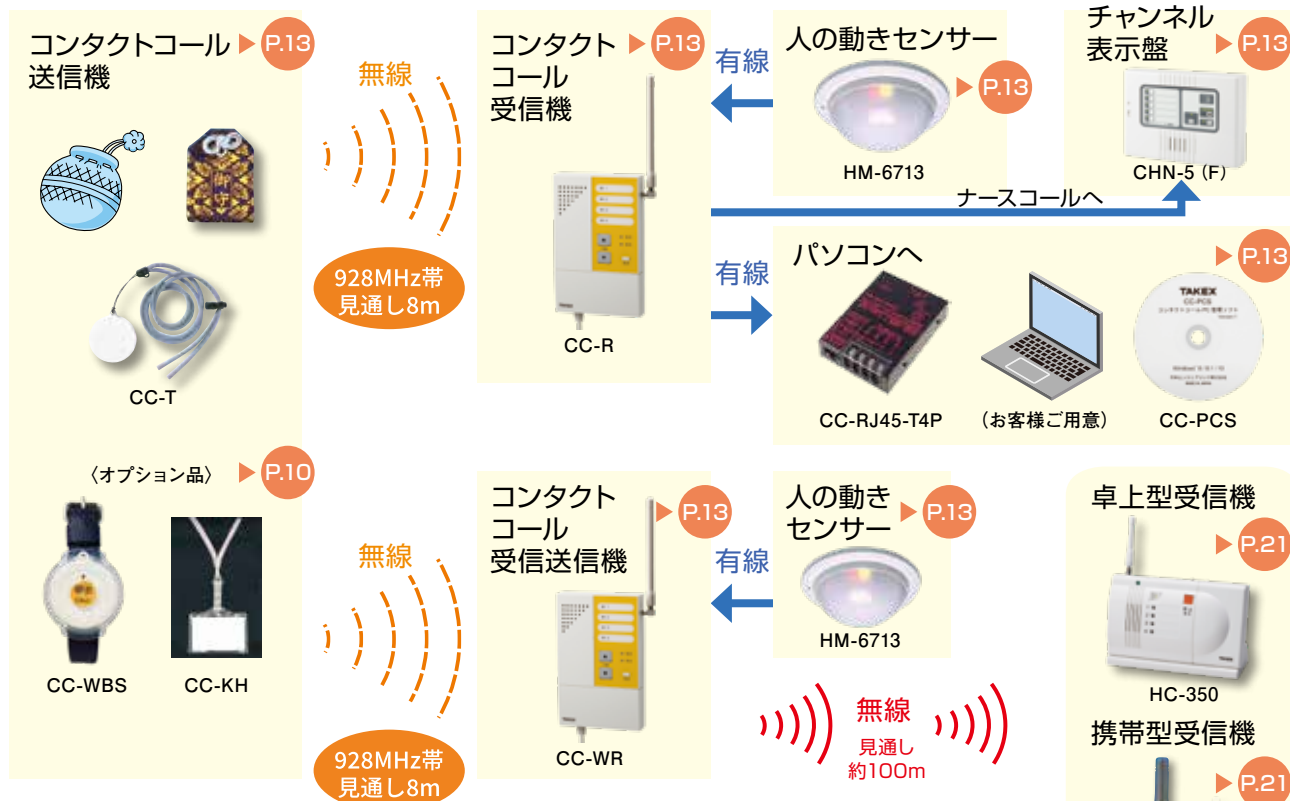 コンタクトコール
送信機
P.13
CC-T
〈オプション品〉
P.10
CC-WBS
CC-KH
無線
928MHz帯
見通し8m
コンタクト
コール
受信機
P.13
TAKEX
CC-R
有線
人の動きセンサー
P.13
HM-6713
チャンネル
表示盤
P.13
CHN-5 (F)
ナースコールへ
有線
パソコンへ
P.13
CC-RJ45-T4P
(お客様ご用意)
TAKEX
CC-PCS
CC-PCS
無線
928MHz帯
見通し8m
コンタクト
コール
受信送信機
P.13
CC-WR
有線
人の動き
センサー
P.13
HM-6713
無線
見通し
約100m
卓上型受信機
P.21
HC-350
携帯型受信機
P.21